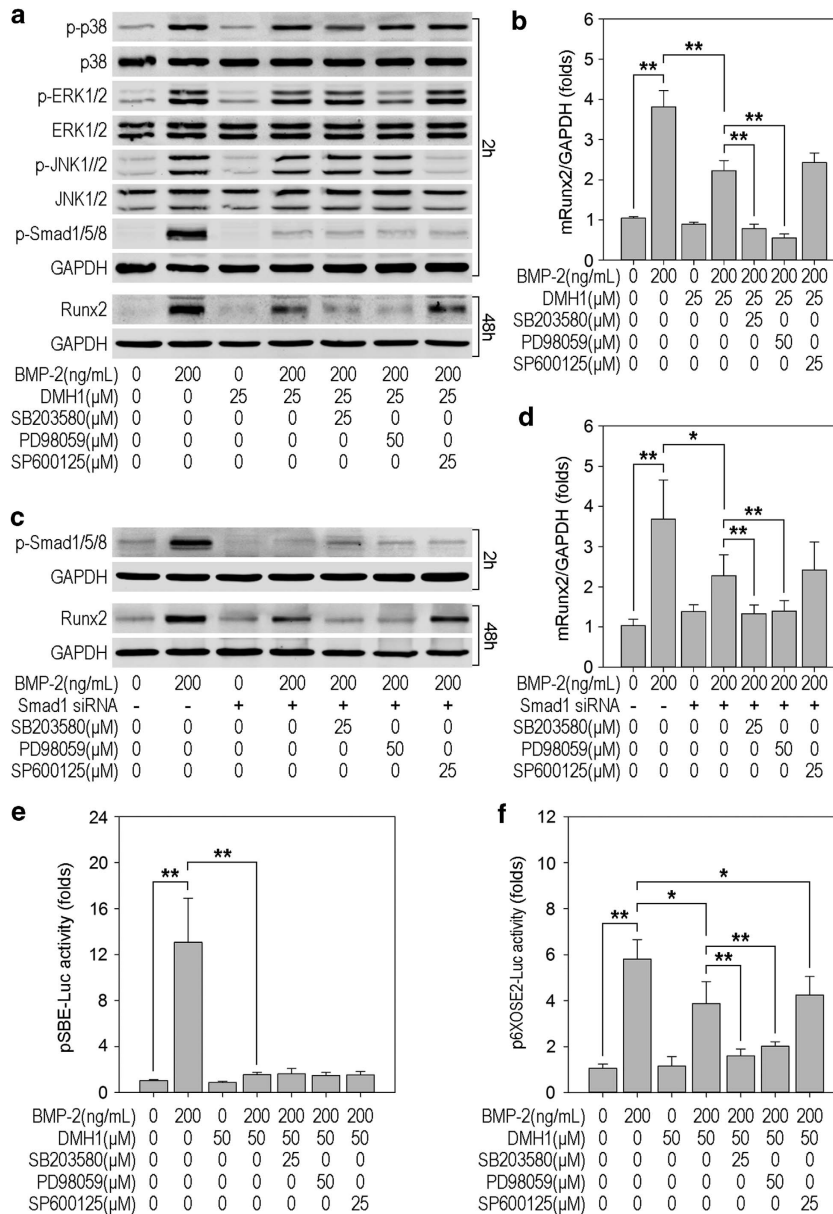 a
p-p38
p38
p-ERK1/2
ERK1/2
p-JNK1//2
JNK1/2
p-Smad1/5/8
GAPDH
2h
Runx2
GAPDH
48h
BMP-2(ng/mL) 0 200 0 200 200 200 200
DMH1(μM) 0 0 25 25 25 25 25
SB203580(μM) 0 0 0 0 25 0 0
PD98059(μM) 0 0 0 0 0 50 0
SP600125(μM) 0 0 0 0 0 0 25
b
mRunx2/GAPDH (folds)
6
5
4
3
2
1
0
** ** ** **
BMP-2(ng/mL) 0 200 0 200 200 200 200
DMH1(μM) 0 0 25 25 25 25 25
SB203580(μM) 0 0 0 0 25 0 0
PD98059(μM) 0 0 0 0 0 50 0
SP600125(μM) 0 0 0 0 0 0 25
c
p-Smad1/5/8
GAPDH
2h
Runx2
GAPDH
48h
BMP-2(ng/mL) 0 200 0 200 200 200 200
Smad1 siRNA - - + + + + +
SB203580(μM) 0 0 0 0 25 0 0
PD98059(μM) 0 0 0 0 0 50 0
SP600125(μM) 0 0 0 0 0 0 25
d
mRunx2/GAPDH (folds)
6
5
4
3
2
1
0
** * ** **
BMP-2(ng/mL) 0 200 0 200 200 200 200
Smad1 siRNA - - + + + + +
SB203580(μM) 0 0 0 0 25 0 0
PD98059(μM) 0 0 0 0 0 50 0
SP600125(μM) 0 0 0 0 0 0 25
e
pSBE-Luc activity (folds)
24
20
16
12
8
4
0
** **
BMP-2(ng/mL) 0 200 0 200 200 200 200
DMH1(μM) 0 0 50 50 50 50 50
SB203580(μM) 0 0 0 0 25 0 0
PD98059(μM) 0 0 0 0 0 50 0
SP600125(μM) 0 0 0 0 0 0 25
f
p6XOSE2-Luc activity (folds)
12
10
8
6
4
2
0
** * * ** **
BMP-2(ng/mL) 0 200 0 200 200 200 200
DMH1(μM) 0 0 50 50 50 50 50
SB203580(μM) 0 0 0 0 25 0 0
PD98059(μM) 0 0 0 0 0 50 0
SP600125(μM) 0 0 0 0 0 0 25